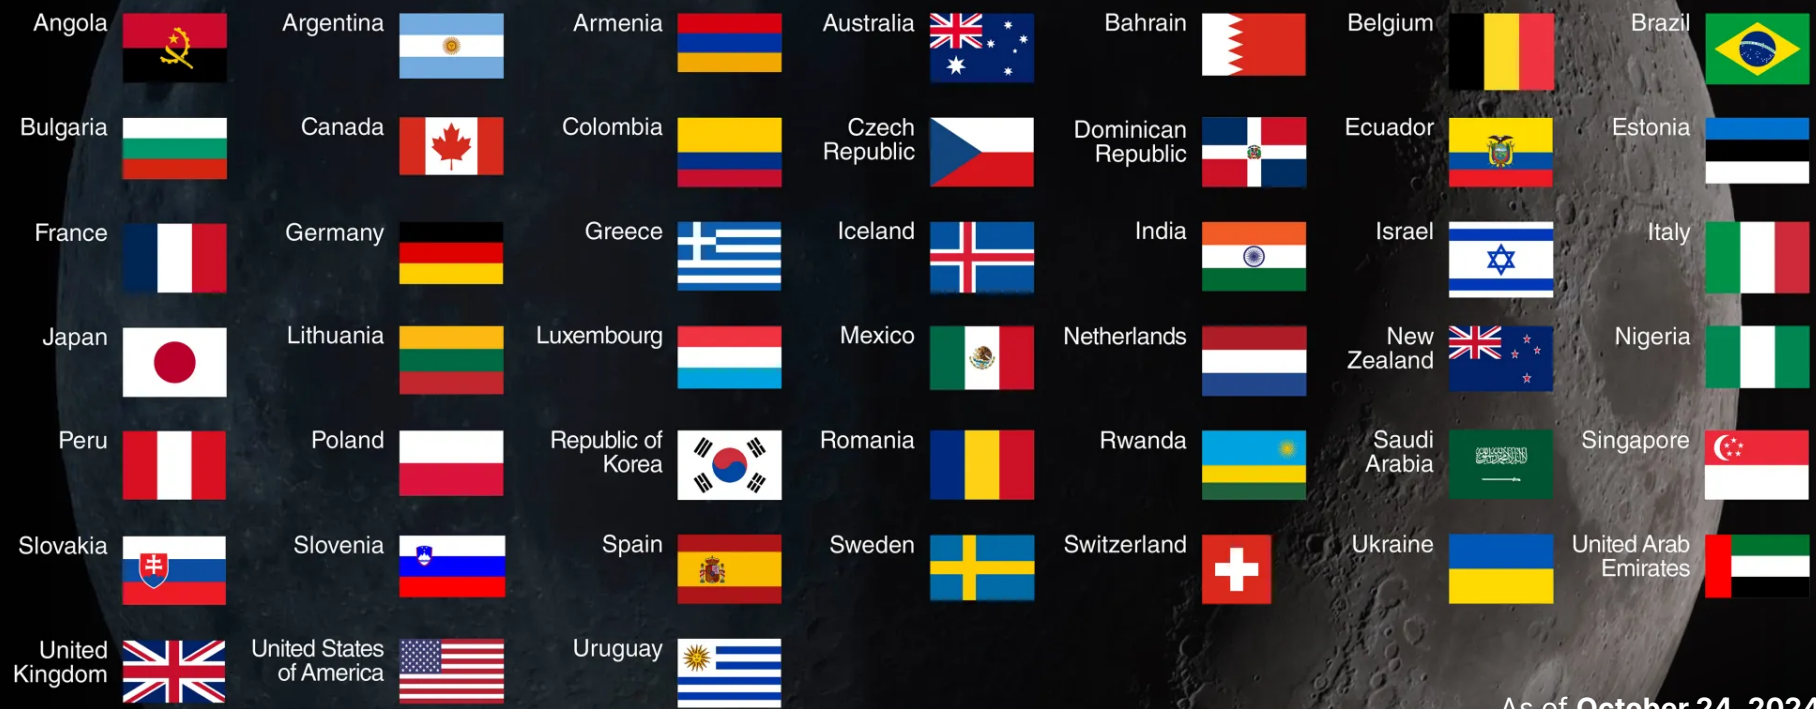 Angola
Argentina
Armenia
Australia
Bahrain
Belgium
Brazil
Bulgaria
Canada
Colombia
Czech
Republic
Dominican
Republic
Ecuador
Estonia
France
Germany
Greece
Iceland
India
Israel
Italy
Japan
Lithuania
Luxembourg
Mexico
Netherlands
New
Zealand
Nigeria
Peru
Poland
Republic of
Korea
Romania
Rwanda
Saudi
Arabia
Singapore
Slovakia
Slovenia
Spain
Sweden
Switzerland
Ukraine
United Arab
Emirates
United
Kingdom
United States
of America
Uruguay
As of October 24, 2024